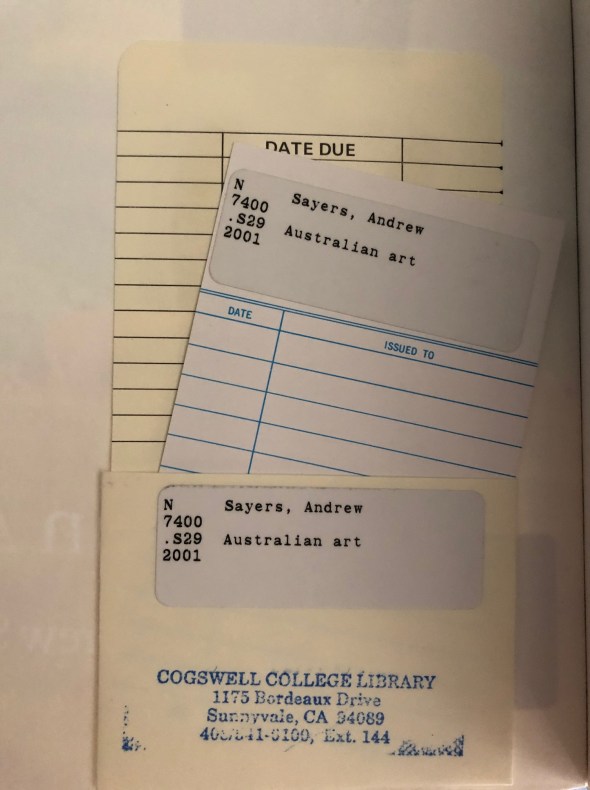 DATE DUE
N Sayers, Andrew
7400
.S29 Australian art
2001
DATE ISSUED TO
N Sayers, Andrew
7400
.S29 Australian art
2001
COGSWELL COLLEGE LIBRARY
1175 Bordeaux Drive
Sunnyvale, CA 94089
Ext. 144